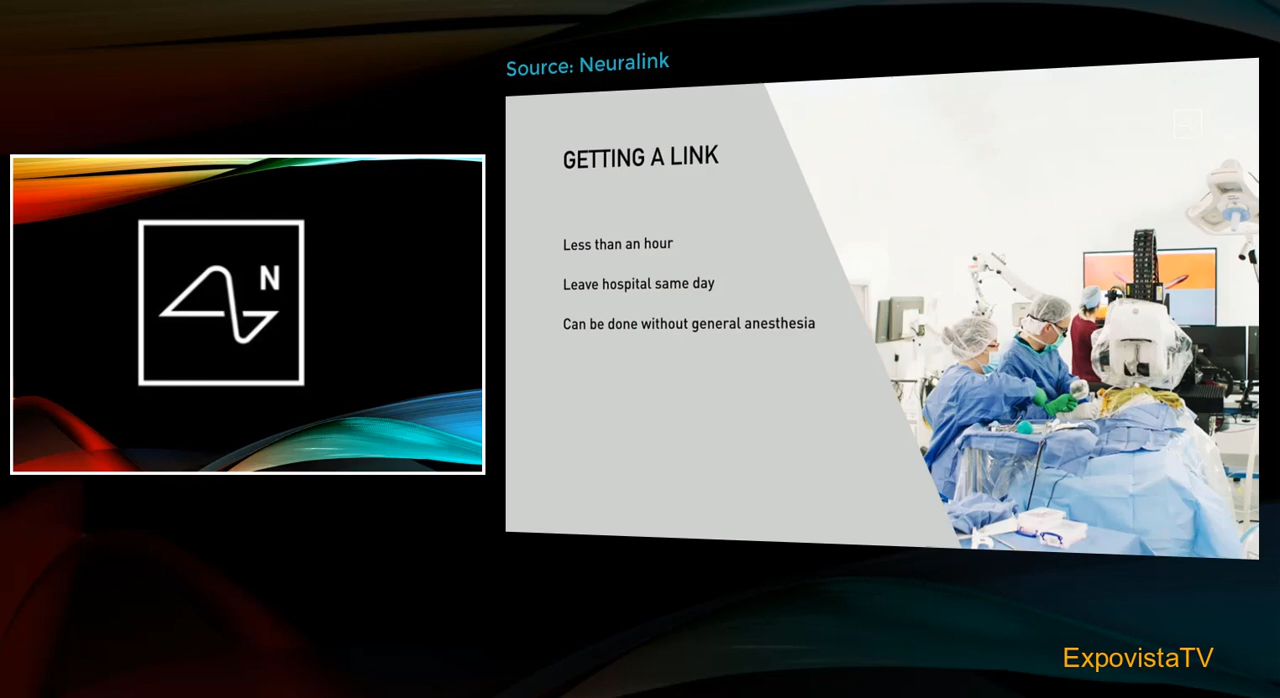 Source: Neuralink
N
GETTING A LINK
Less than an hour
Leave hospital same day
Can be done without general anesthesia
ExpovistaTV